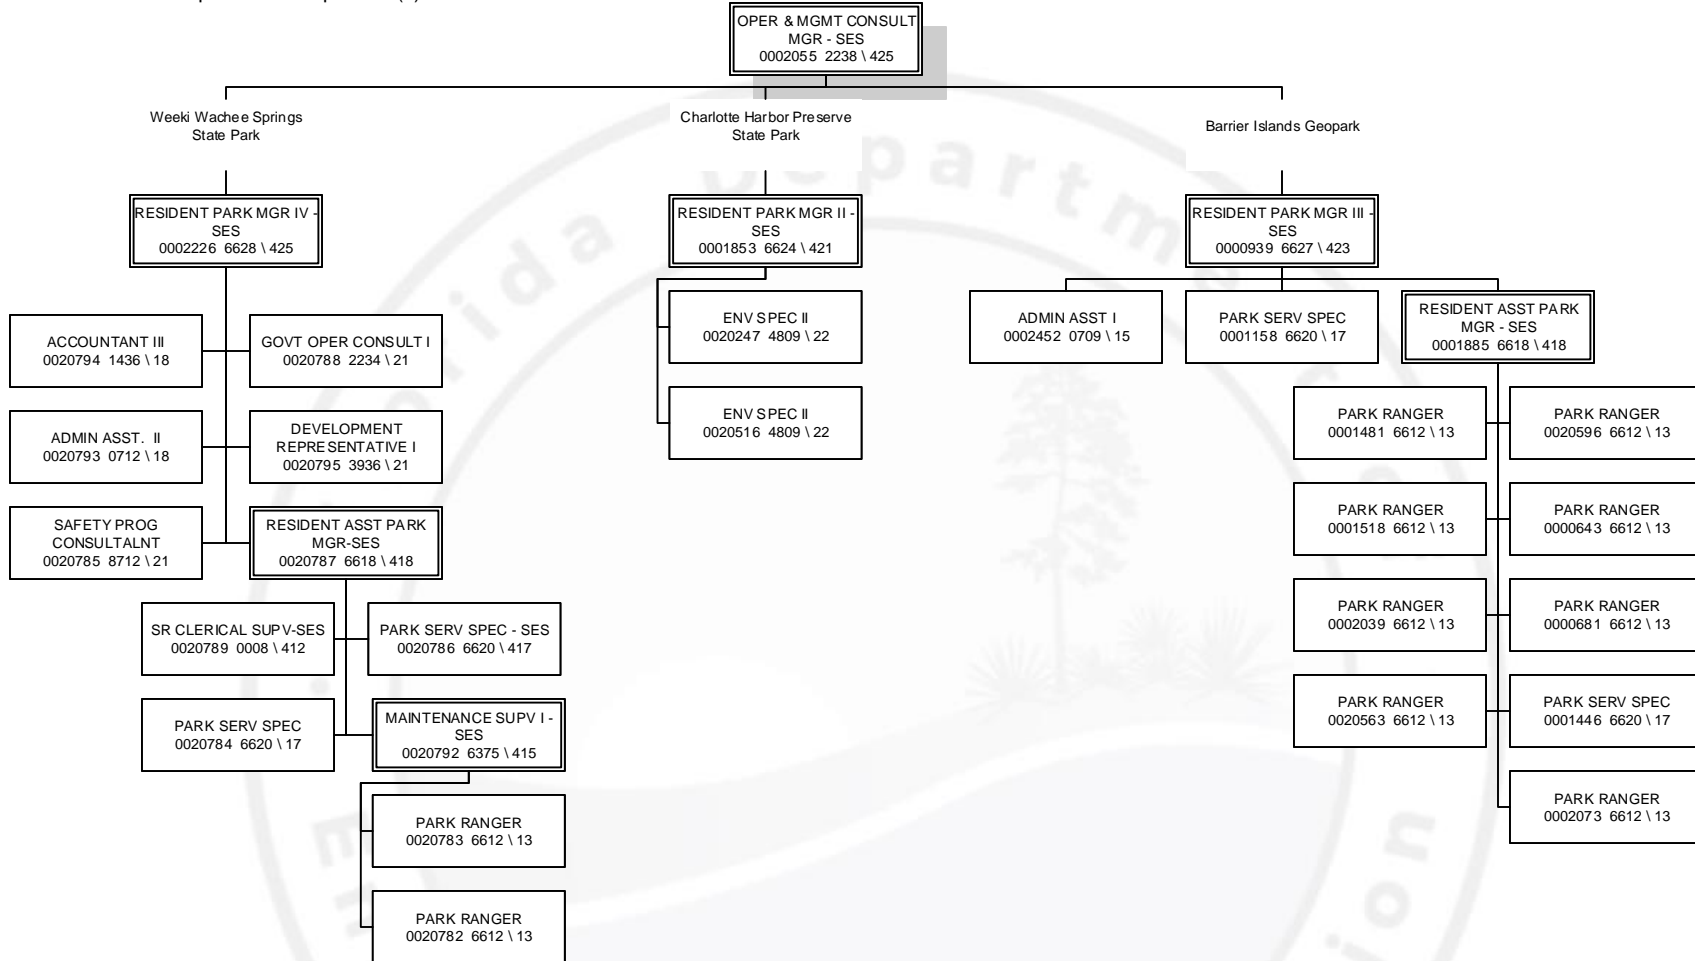 OPER & MGMT CONSULT
MGR - SES
0002055 2238 \ 425
Weeki Wachee Springs
State Park
Charlotte Harbor Preserve
State Park
Barrier Islands Geopark
RESIDENT PARK MGR IV -
SES
0002226 6628 \ 425
RESIDENT PARK MGR II -
SES
0001853 6624 \ 421
RESIDENT PARK MGR III -
SES
0000939 6627 \ 423
ACCOUNTANT III
0020794 1436 \ 18
GOVT OPER CONSULT I
0020788 2234 \ 21
ADMIN ASST. II
0020793 0712 \ 18
DEVELOPMENT
REPRESENTATIVE I
0020795 3936 \ 21
SAFETY PROG
CONSULTALNT
0020785 8712 \ 21
RESIDENT ASST PARK
MGR-SES
0020787 6618 \ 418
SR CLERICAL SUPV-SES
0020789 0008 \ 412
PARK SERV SPEC - SES
0020786 6620 \ 417
PARK SERV SPEC
0020784 6620 \ 17
MAINTENANCE SUPV I -
SES
0020792 6375 \ 415
PARK RANGER
0020783 6612 \ 13
PARK RANGER
0020782 6612 \ 13
ENV SPEC II
0020247 4809 \ 22
ENV SPEC II
0020516 4809 \ 22
ADMIN ASST I
0002452 0709 \ 15
PARK SERV SPEC
0001158 6620 \ 17
RESIDENT ASST PARK
MGR - SES
0001885 6618 \ 418
PARK RANGER
0001481 6612 \ 13
PARK RANGER
0020596 6612 \ 13
PARK RANGER
0001518 6612 \ 13
PARK RANGER
0000643 6612 \ 13
PARK RANGER
0002039 6612 \ 13
PARK RANGER
0000681 6612 \ 13
PARK RANGER
0020563 6612 \ 13
PARK SERV SPEC
0001446 6620 \ 17
PARK RANGER
0002073 6612 \ 13